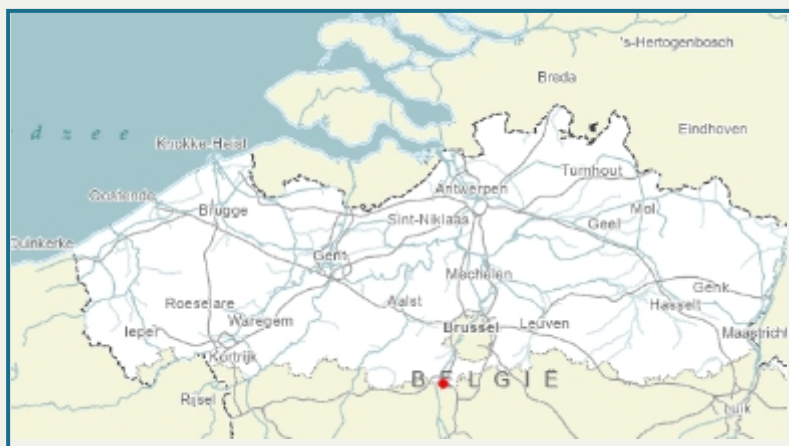 's-Hertogenbosch
Breda
Eindhoven
d z e e
Knokke-Heist
Turnhout
Oostende
Antwerpen
Brugge
Mol
Sint-Niklaas
Geel
Duinkerke
Gent
Mechelen
Genk
Roeselare
Aalst
Hasselt
Waregem
Brussel
Leuven
Ieper
Maastricht
Kortrijk
BELGIË
Rijsel
Luik